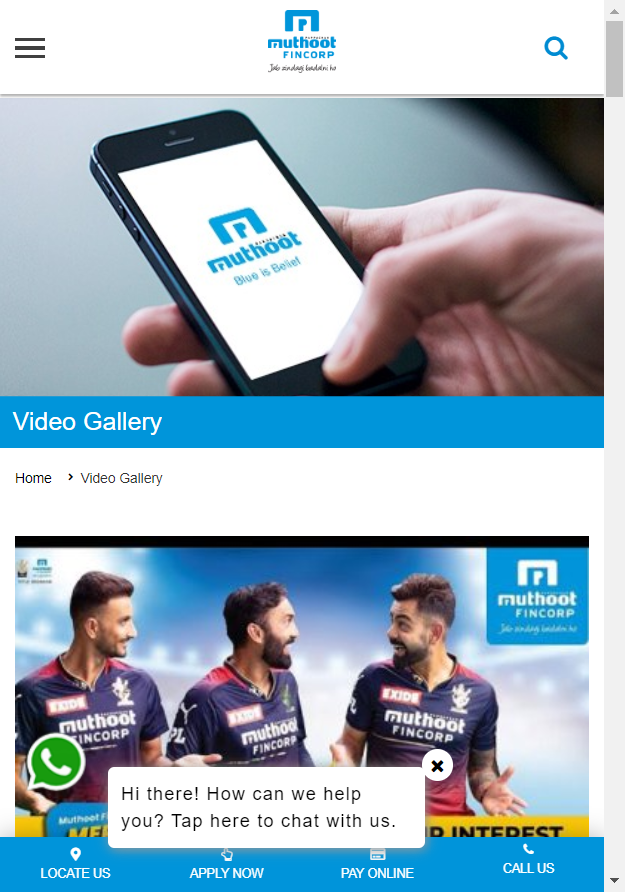 muthoot
FINCORP
Jab zindagi badalni ho
muthoot
Blue is Belief
Video Gallery
Home > Video Gallery
muthoot
FINCORP
Jab zindagi badalni ho
EXIDE
muthoot
FINCORP
EXIDE
muthoot
FINCORP
EXIDE
muthoot
FINCORP
Hi there! How can we help
you? Tap here to chat with us.
INTEREST
LOCATE US
APPLY NOW
PAY ONLINE
CALL US